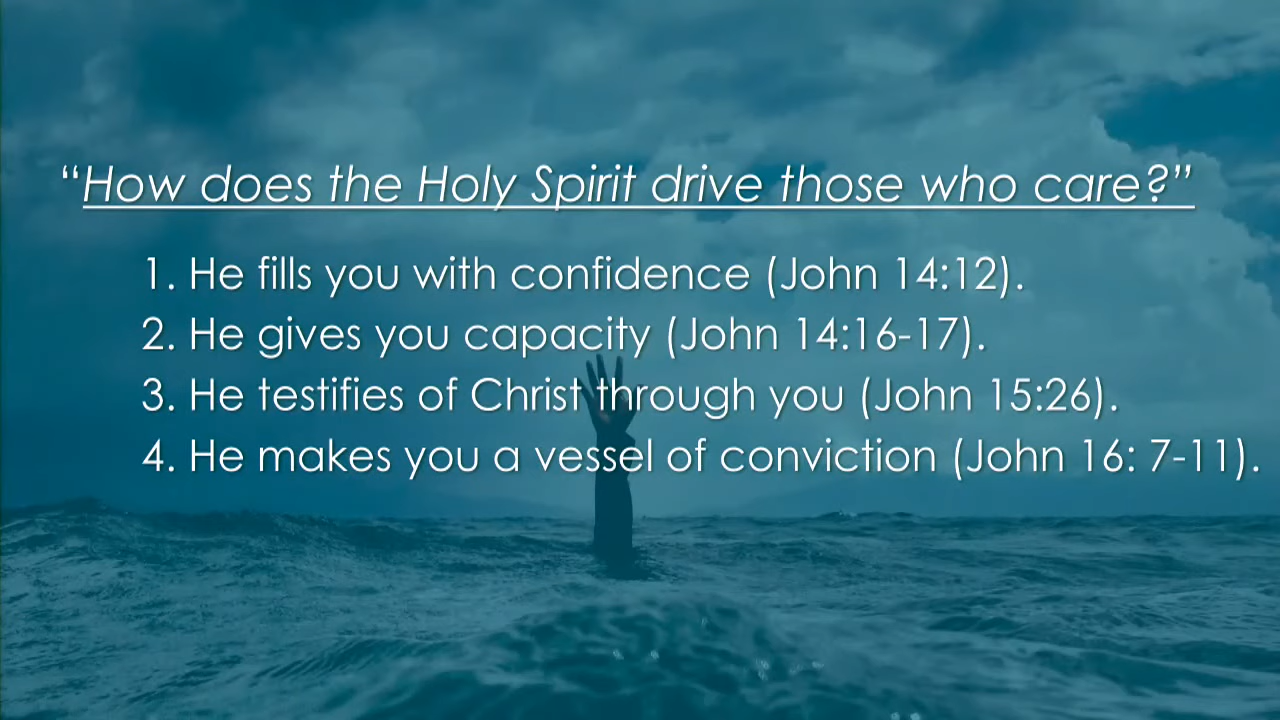 “How does the Holy Spirit drive those who care?”
1. He fills you with confidence (John 14:12).
2. He gives you capacity (John 14:16-17).
3. He testifies of Christ through you (John 15:26).
4. He makes you a vessel of conviction (John 16: 7-11).